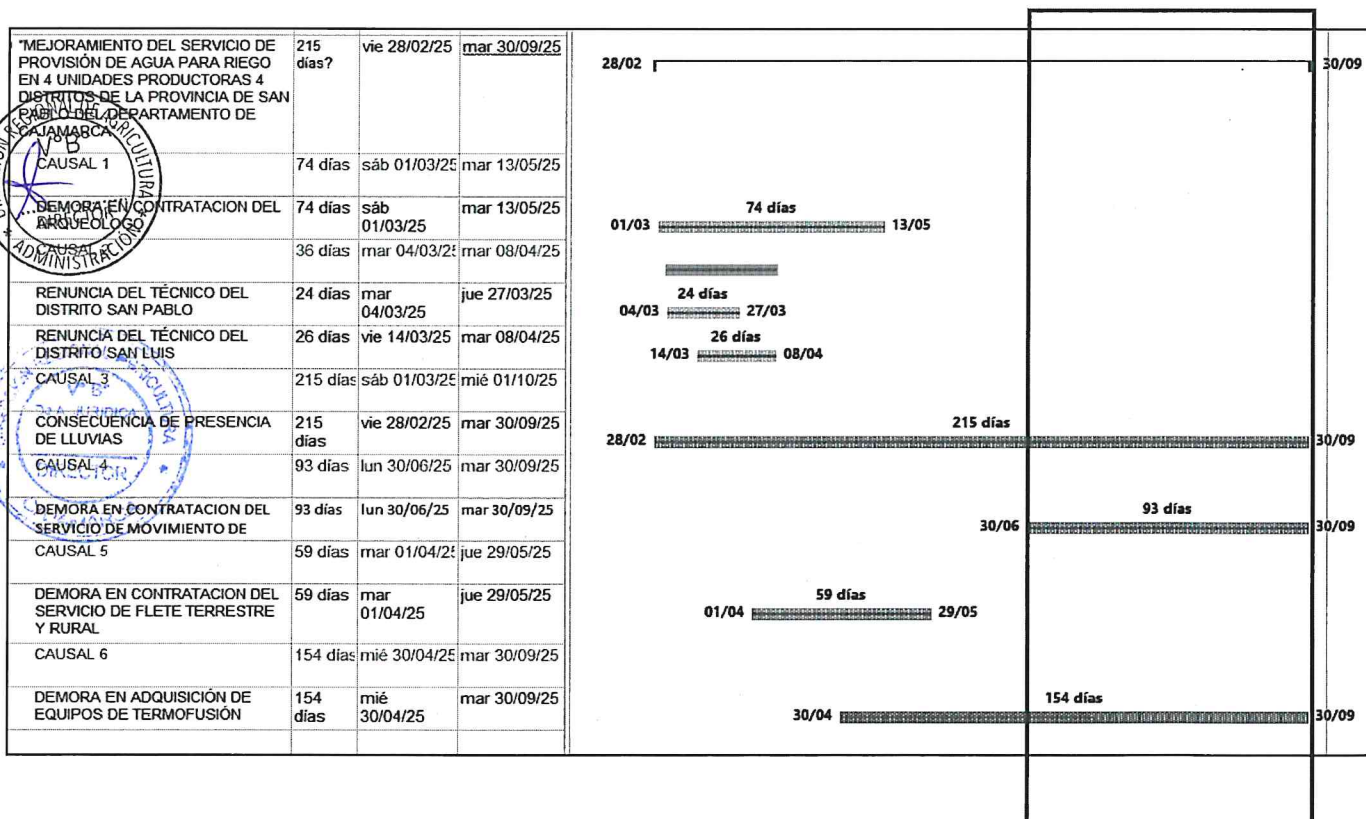 "MEJORAMIENTO DEL SERVICIO DE
PROVISIÓN DE AGUA PARA RIEGO
EN 4 UNIDADES PRODUCTORAS 4
DISTRITOS DE LA PROVINCIA DE SAN
PABLO DEL DEPARTAMENTO DE
CAJAMARCA
215
días?
vie 28/02/25
mar 30/09/25
28/02
30/09
CAUSAL 1
74 días
sáb 01/03/25
mar 13/05/25
DEMORA EN CONTRATACION DEL
ARQUEOLOGO
74 días
sáb
01/03/25
mar 13/05/25
01/03
74 días
13/05
CAUSAL 2
36 días
mar 04/03/25
mar 08/04/25
RENUNCIA DEL TÉCNICO DEL
DISTRITO SAN PABLO
24 días
mar
04/03/25
jue 27/03/25
04/03
24 días
27/03
RENUNCIA DEL TÉCNICO DEL
DISTRITO SAN LUIS
26 días
vie 14/03/25
mar 08/04/25
14/03
26 días
08/04
CAUSAL 3
215 días
sáb 01/03/25
mié 01/10/25
CONSECUENCIA DE PRESENCIA
DE LLUVIAS
215
días
vie 28/02/25
mar 30/09/25
28/02
215 días
30/09
CAUSAL 4
93 días
lun 30/06/25
mar 30/09/25
DEMORA EN CONTRATACION DEL
SERVICIO DE MOVIMIENTO DE
93 días
lun 30/06/25
mar 30/09/25
30/06
93 días
30/09
CAUSAL 5
59 días
mar 01/04/25
jue 29/05/25
DEMORA EN CONTRATACION DEL
SERVICIO DE FLETE TERRESTRE
Y RURAL
59 días
mar
01/04/25
jue 29/05/25
01/04
59 días
29/05
CAUSAL 6
154 días
mié 30/04/25
mar 30/09/25
DEMORA EN ADQUISICIÓN DE
EQUIPOS DE TERMOFUSIÓN
154
días
mié
30/04/25
mar 30/09/25
30/04
154 días
30/09
REGIONAL DE AGRICULTURA
V°B°
DIRECTOR
ADMINISTRACIÓN
V°B°
JURIDICA
DIRECTOR